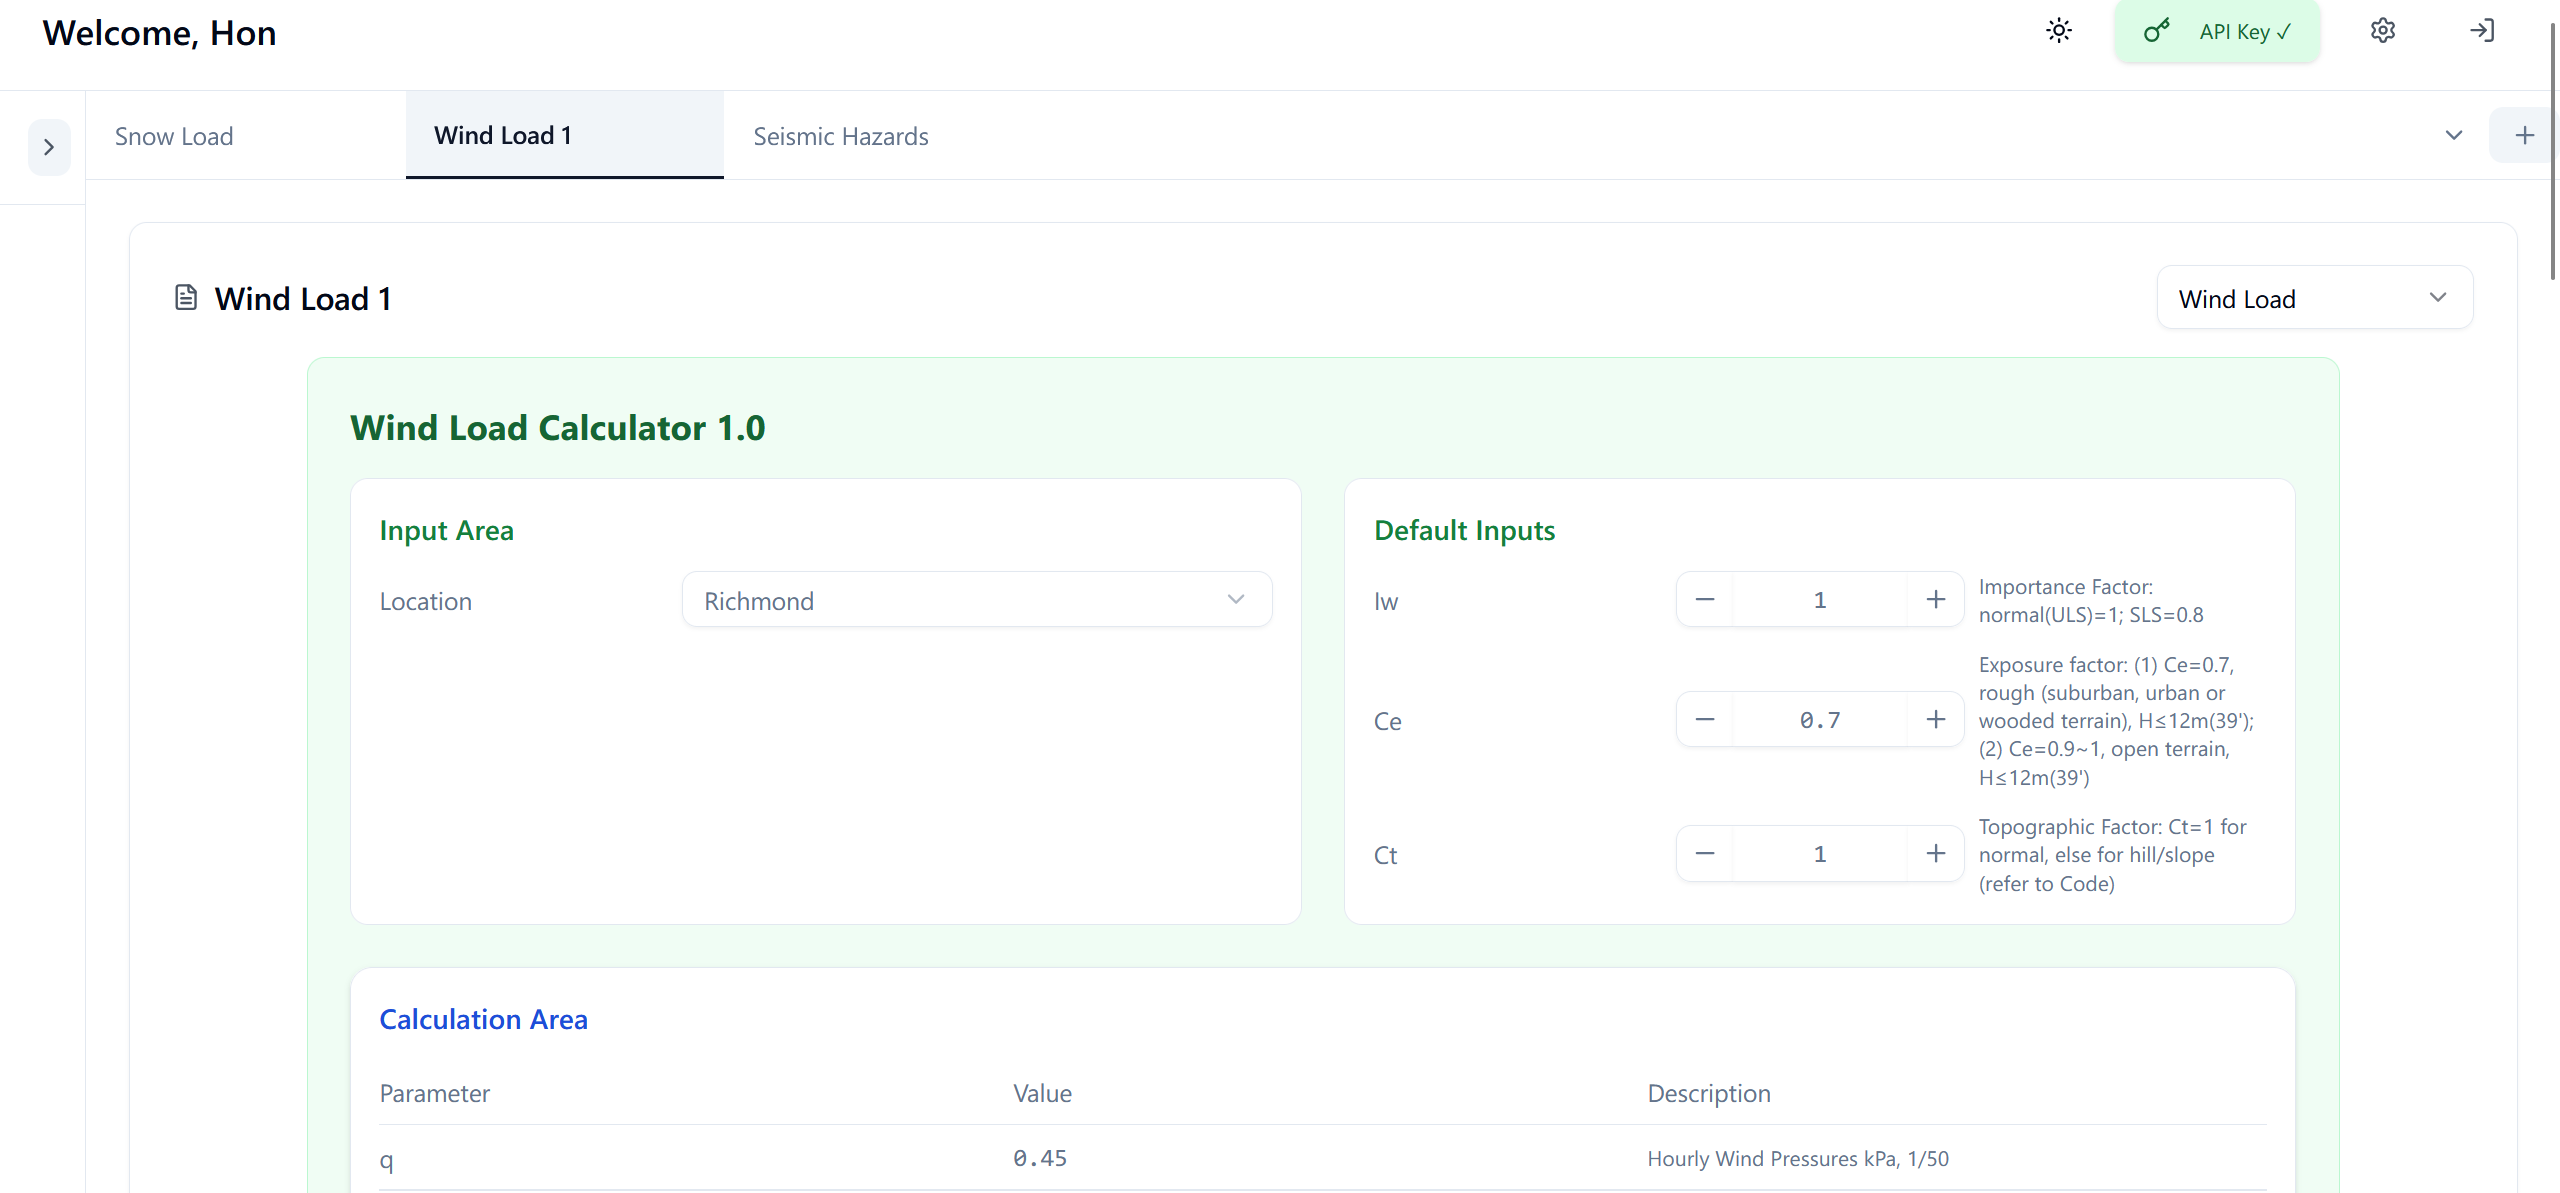 Welcome, Hon
API Key ✓
Snow Load
Wind Load 1
Seismic Hazards
Wind Load 1
Wind Load
Wind Load Calculator 1.0
Input Area
Location
Richmond
Default Inputs
Iw
1
Importance Factor:
normal(ULS)=1; SLS=0.8
Ce
0.7
Exposure factor: (1) Ce=0.7,
rough (suburban, urban or
wooded terrain), H≤12m(39');
(2) Ce=0.9~1, open terrain,
H≤12m(39')
Ct
1
Topographic Factor: Ct=1 for
normal, else for hill/slope
(refer to Code)
Calculation Area
Parameter Value Description
q 0.45 Hourly Wind Pressures kPa, 1/50